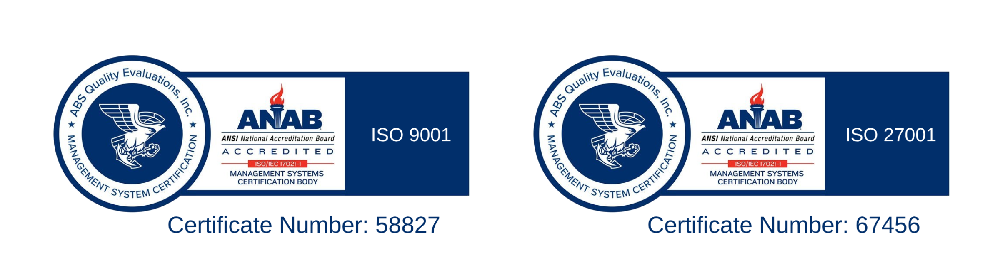 ABS Quality Evaluations, Inc.
MANAGEMENT SYSTEM CERTIFICATION
ANAB
ANSI National Accreditation Board
ACCREDITED
ISO/IEC 17021-1
MANAGEMENT SYSTEMS
CERTIFICATION BODY
ISO 9001
Certificate Number: 58827
ABS Quality Evaluations, Inc.
MANAGEMENT SYSTEM CERTIFICATION
ANAB
ANSI National Accreditation Board
ACCREDITED
ISO/IEC 17021-1
MANAGEMENT SYSTEMS
CERTIFICATION BODY
ISO 27001
Certificate Number: 67456